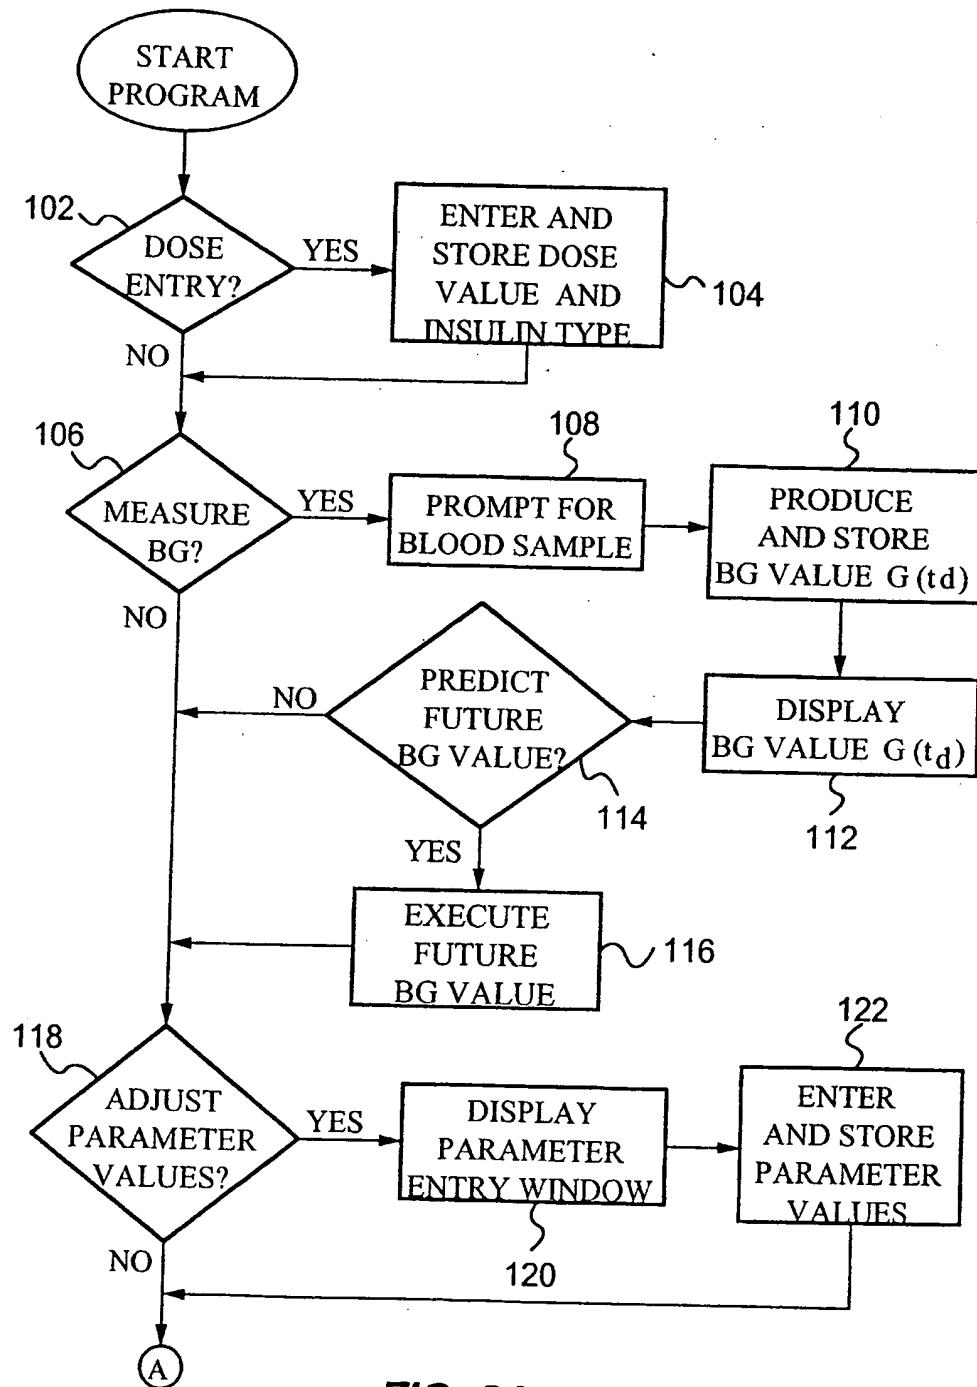 START
PROGRAM
102
DOSE
ENTRY?
YES
ENTER AND
STORE DOSE
VALUE AND
INSULIN TYPE
104
NO
106
MEASURE
BG?
YES
108
PROMPT FOR
BLOOD SAMPLE
110
PRODUCE
AND STORE
BG VALUE G (td)
NO
PREDICT
FUTURE
BG VALUE?
NO
114
DISPLAY
BG VALUE G (td)
112
YES
EXECUTE
FUTURE
BG VALUE
116
118
ADJUST
PARAMETER
VALUES?
YES
DISPLAY
PARAMETER
ENTRY WINDOW
120
122
ENTER
AND STORE
PARAMETER
VALUES
NO
A